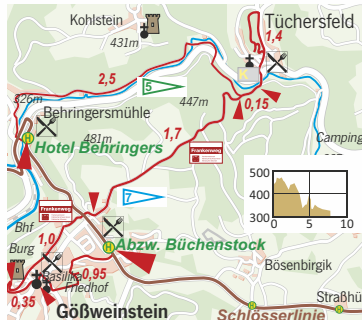 Kohlstein
431m
Tüchersfeld
1,4
2,5
5
K
326m
447m
0,15
Behringersmühle
481m
1,7
Camping
Hotel Behringers
Frankenweg
500
400
300
0
5
10
Frankenweg
7
Bhf
Burg
1,0
Abzw. Büchenstock
Basilika
0,95
Friedhof
Bösenbirgik
0,35
Straßhü
Gößweinstein
Schlösserlinie
H
H
H
H